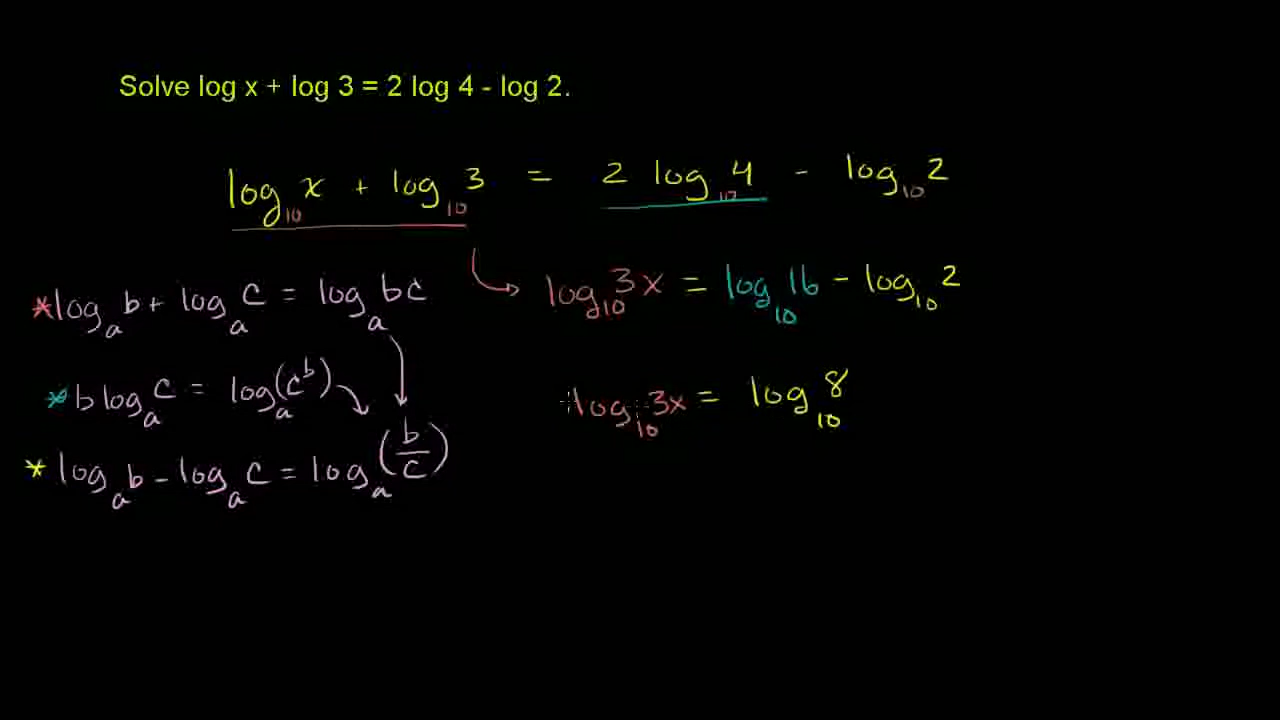 Solve log x + log 3 = 2 log 4 - log 2.
log₁₀ x + log₁₀ 3 = 2 log₁₀ 4 - log₁₀ 2
log₁₀ 3x = log₁₀ 16 - log₁₀ 2
*logₐ b + logₐ c = logₐ bc
*b logₐ c = logₐ(c^b)
log₁₀ 3x = log₁₀ 8
*logₐ b - logₐ c = logₐ(b/c)